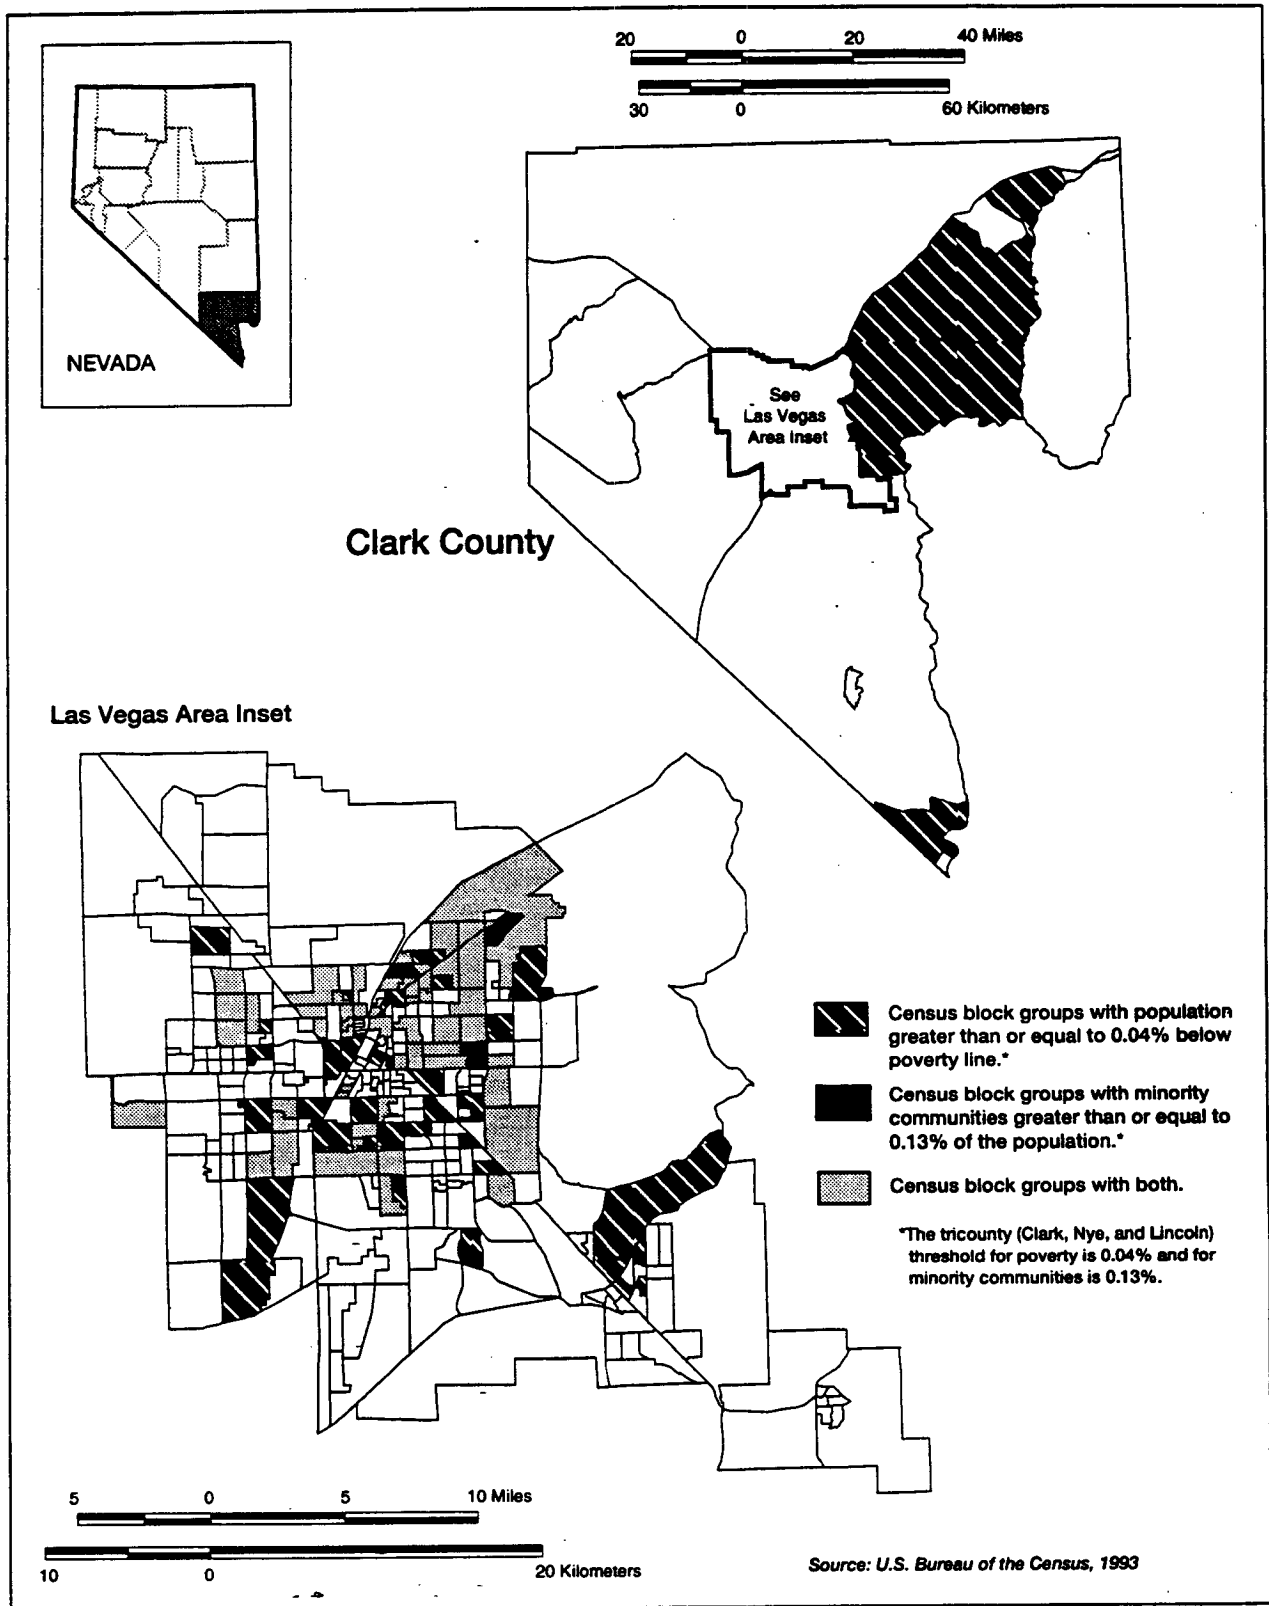 20 0 20 40 Miles
30 0 60 Kilometers
NEVADA
See
Las Vegas
Area Inset
Clark County
Las Vegas Area Inset
Census block groups with population
greater than or equal to 0.04% below
poverty line.*
Census block groups with minority
communities greater than or equal to
0.13% of the population.*
Census block groups with both.
*The tricounty (Clark, Nye, and Lincoln)
threshold for poverty is 0.04% and for
minority communities is 0.13%.
5 0 5 10 Miles
10 0 20 Kilometers
Source: U.S. Bureau of the Census, 1993